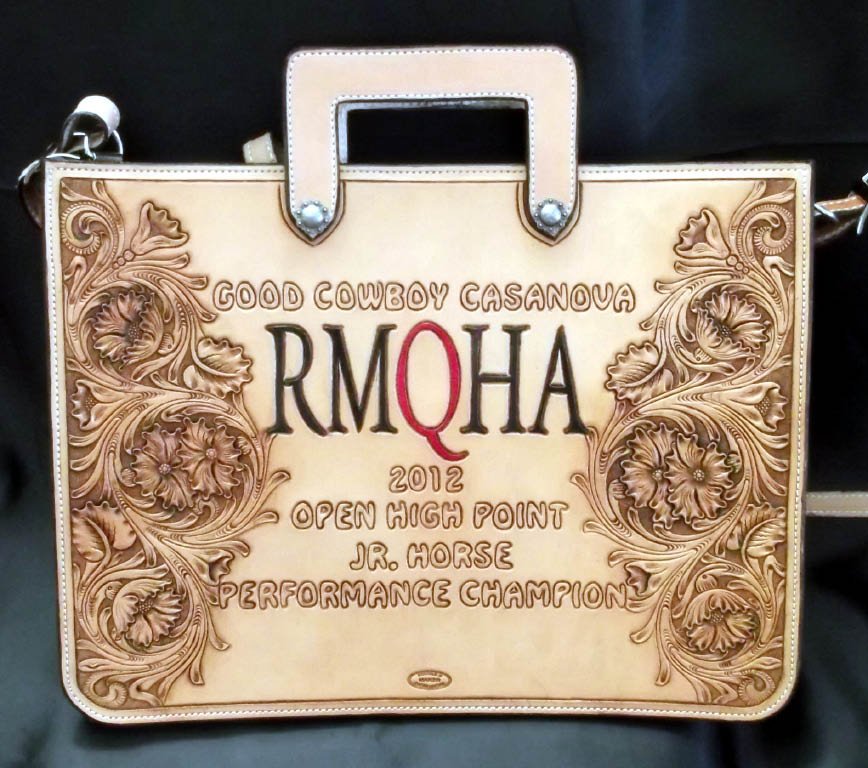 GOOD COWBOY CASANOVA
RMQHA
2012
OPEN HIGH POINT
JR. HORSE
PERFORMANCE CHAMPION